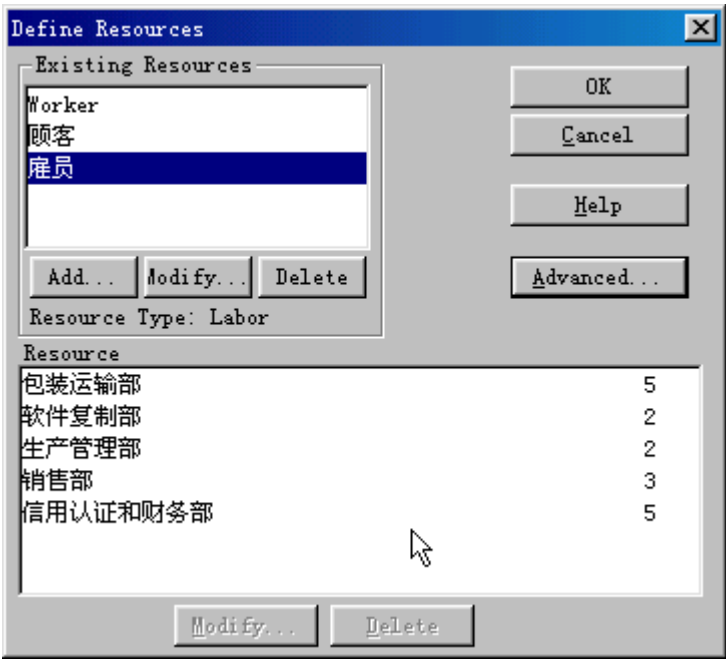 Define Resources
Existing Resources
Worker
顾客
雇员
Add... Modify... Delete
Resource Type: Labor
OK
Cancel
Help
Advanced...
Resource
包装运输部 5
软件复制部 2
生产管理部 2
销售部 3
信用认证和财务部 5
Modify... Delete